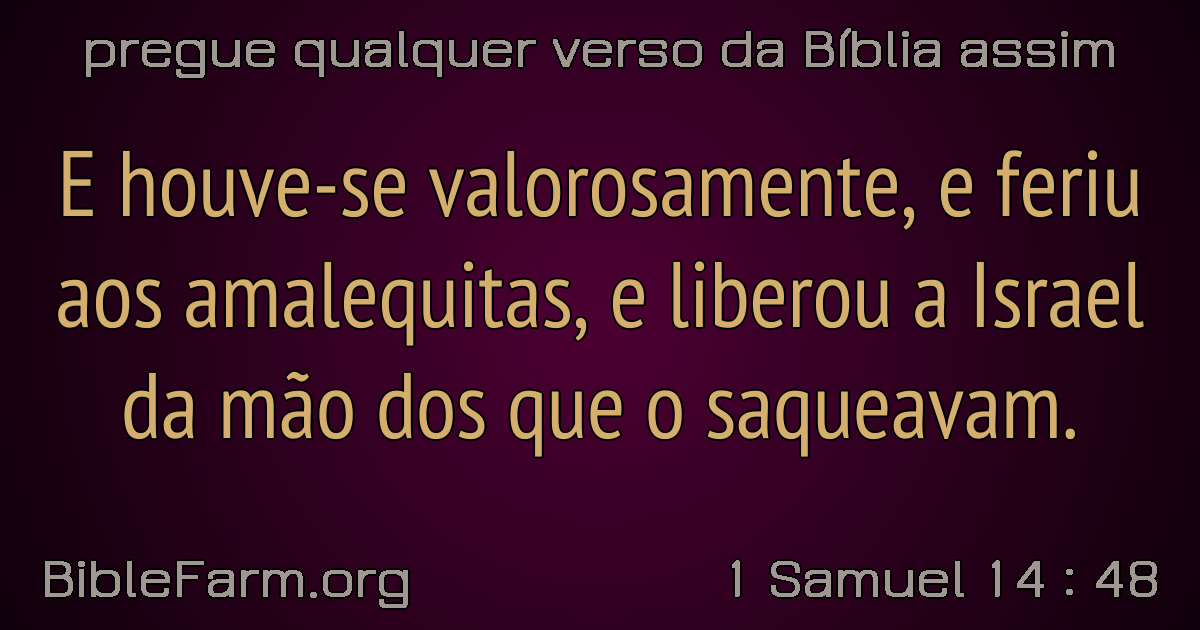 pregue qualquer verso da Bíblia assim
E houve-se valorosamente, e feriu
aos amalequitas, e liberou a Israel
da mão dos que o saqueavam.
BibleFarm.org
1 Samuel 14 : 48